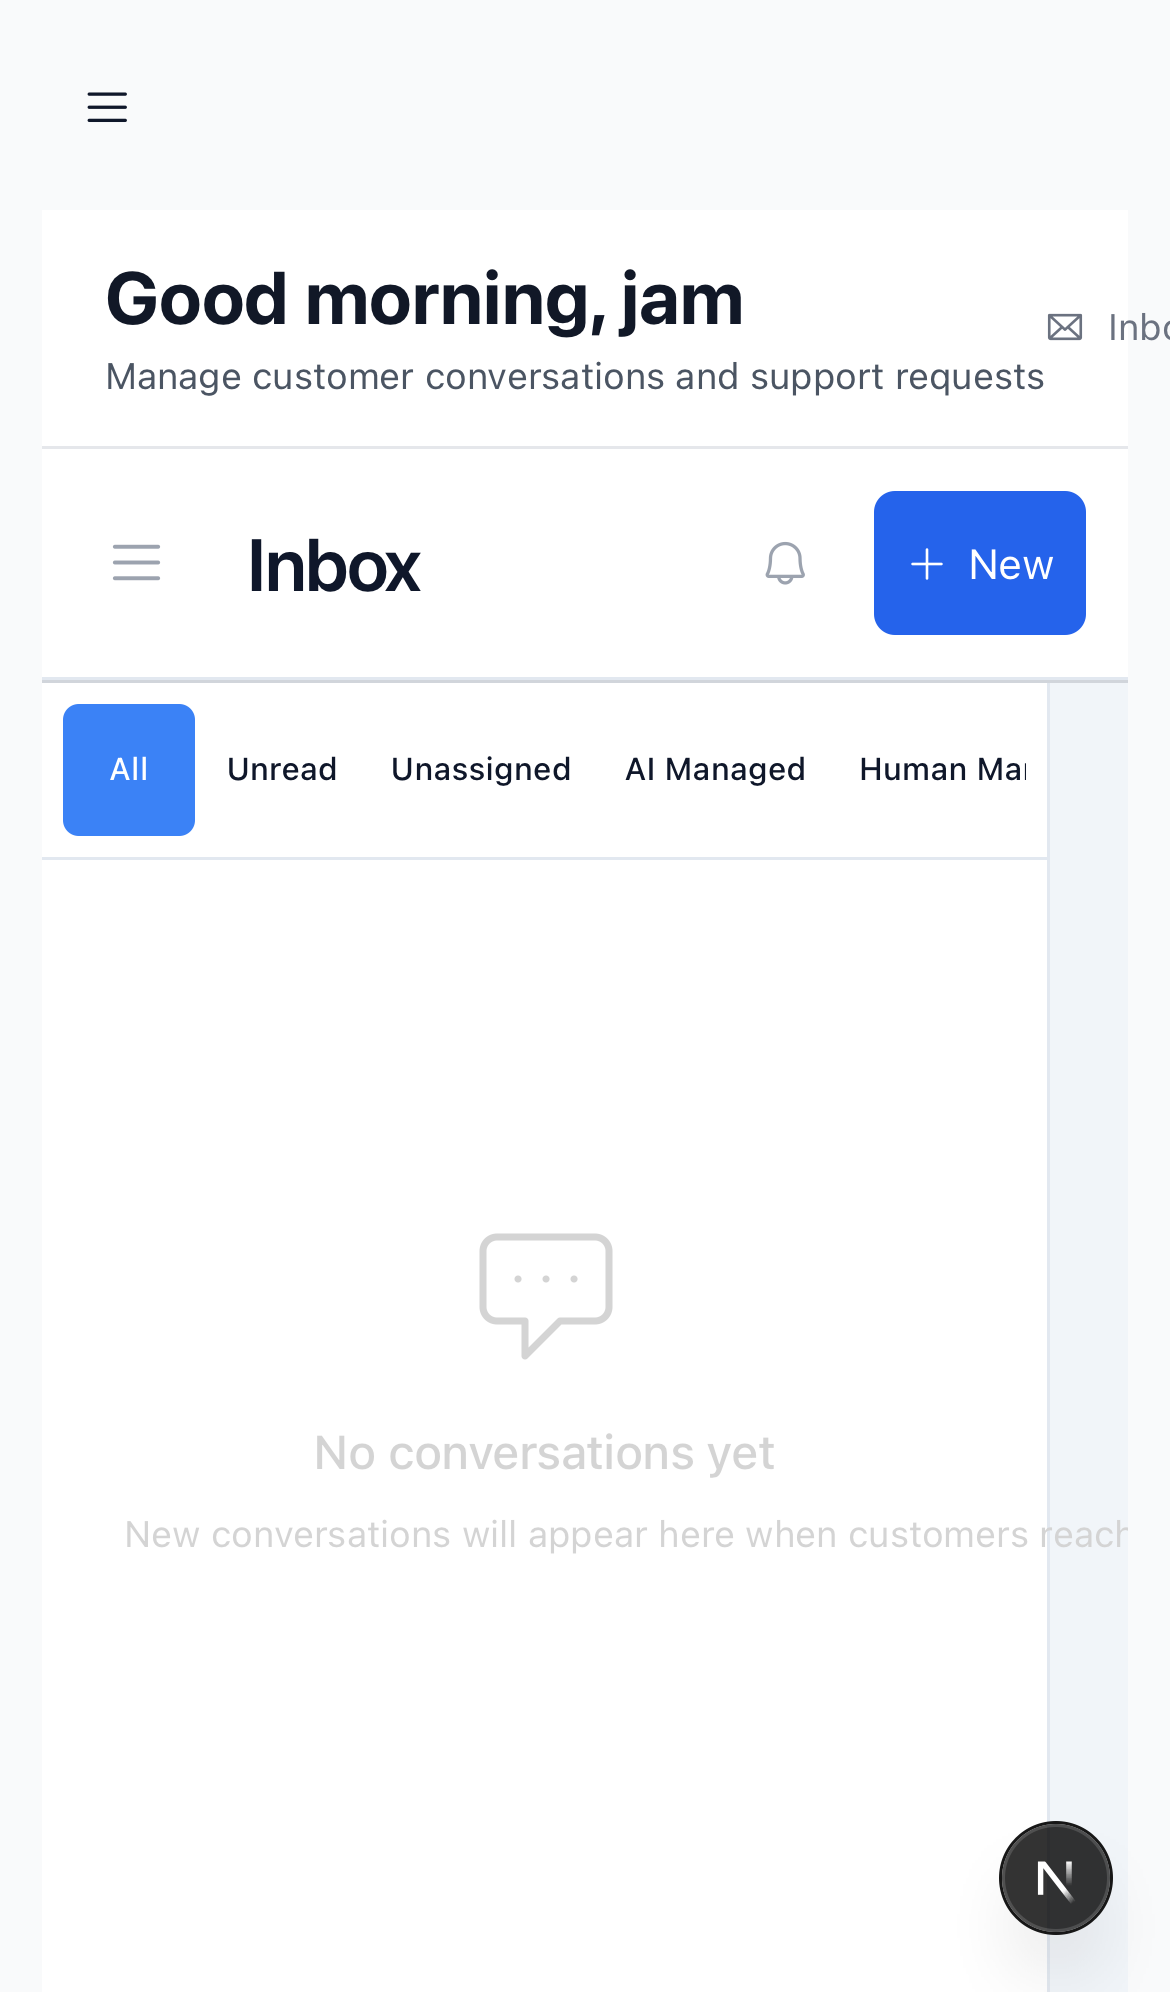 Good morning, jam
Inbo
Manage customer conversations and support requests
Inbox
New
All Unread Unassigned AI Managed Human Ma
No conversations yet
New conversations will appear here when customers reach
N